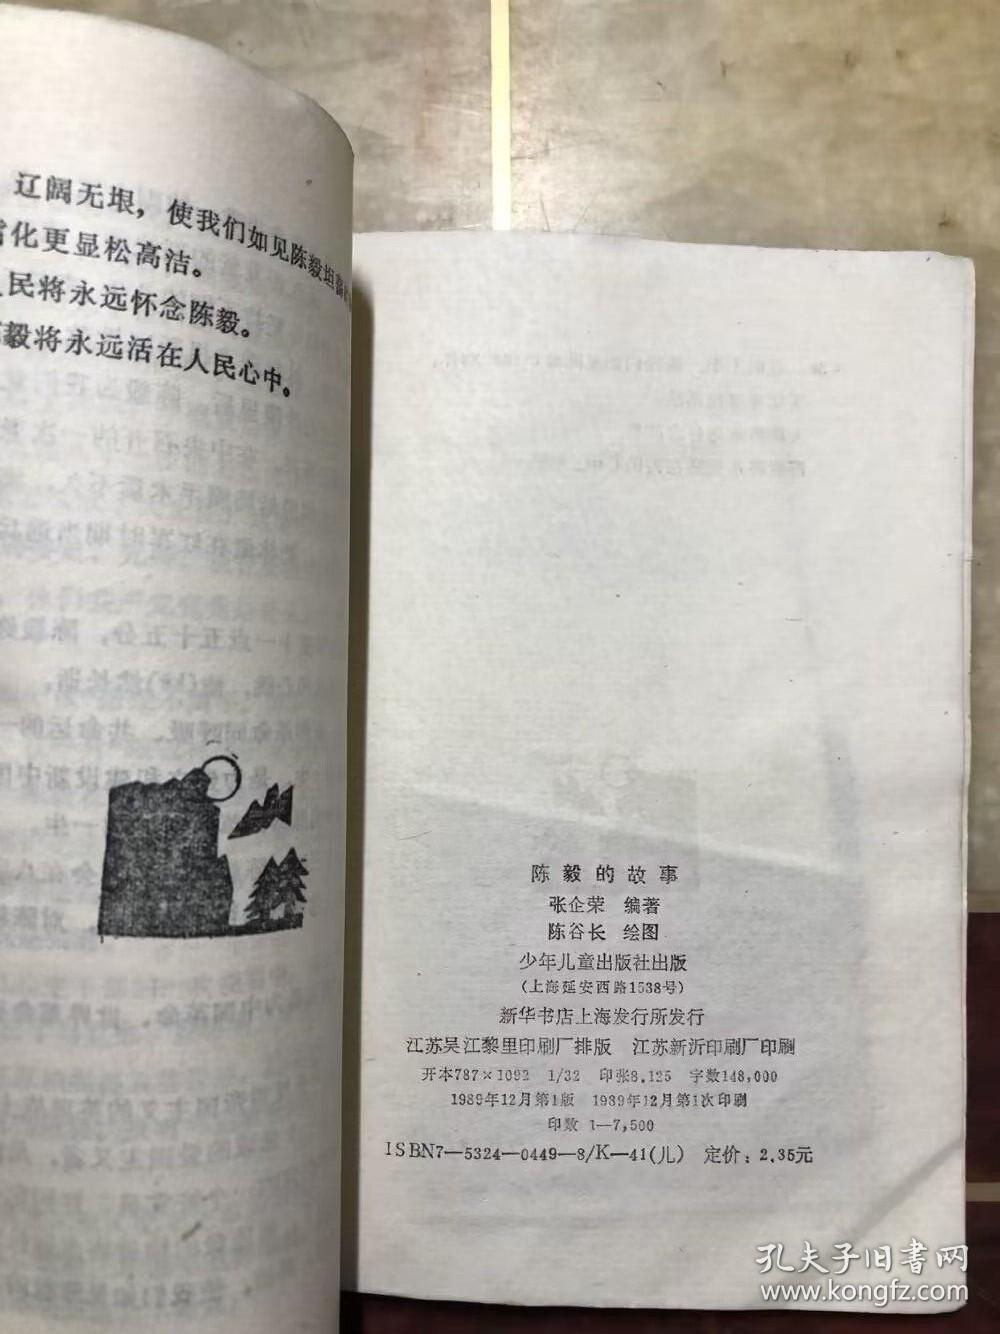 辽阔无垠，使我们如见陈毅坦荡
化更显松高洁。
民将永远怀念陈毅。
毅将永远活在人民心中。
陈毅的故事
张企荣 编著
陈谷长 绘图
少年儿童出版社出版
（上海延安西路1538号）
新华书店上海发行所发行
江苏吴江黎里印刷厂排版 江苏新沂印刷厂印刷
开本787×1092 1/32 印张8.125 字数148,000
1989年12月第1版 1989年12月第1次印刷
印数 1—7,500
ISBN7—5324—0449—8/K—41(儿) 定价：2.35元
孔夫子旧书网
www.kongfz.com